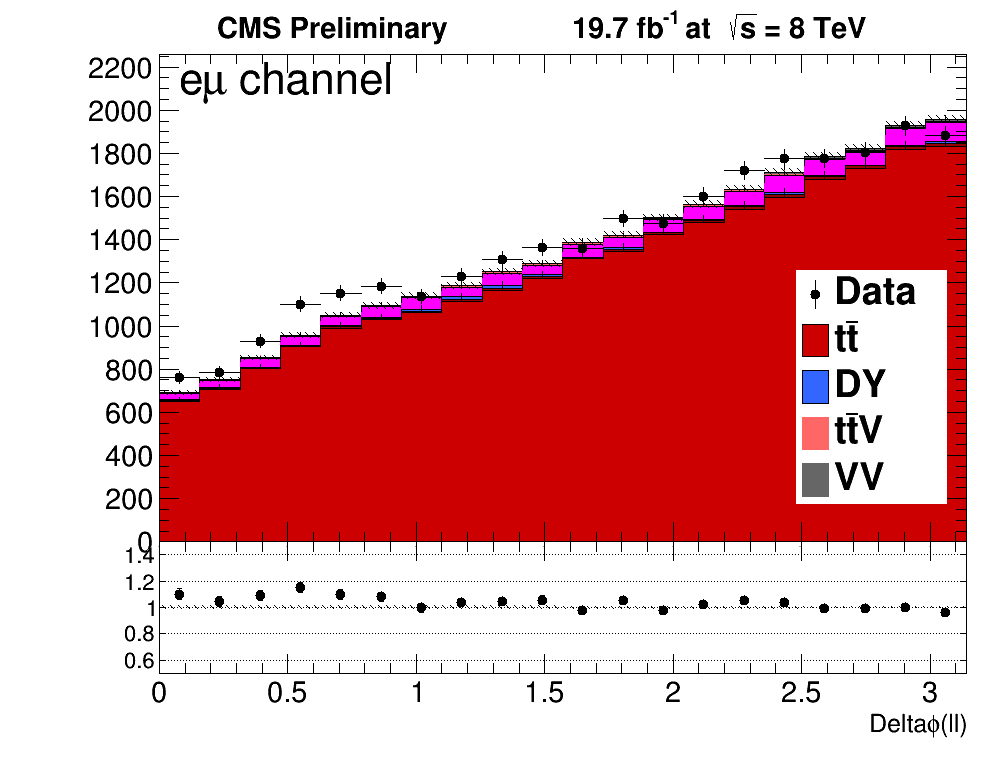 CMS Preliminary 19.7 fb⁻¹ at √s = 8 TeV
eμ channel
2200
2000
1800
1600
1400
1200
1000
800
600
400
200
0
Data
tt̄
DY
tt̄V
VV
1.4
1.2
1
0.8
0.6
0 0.5 1 1.5 2 2.5 3
Deltaϕ(ll)